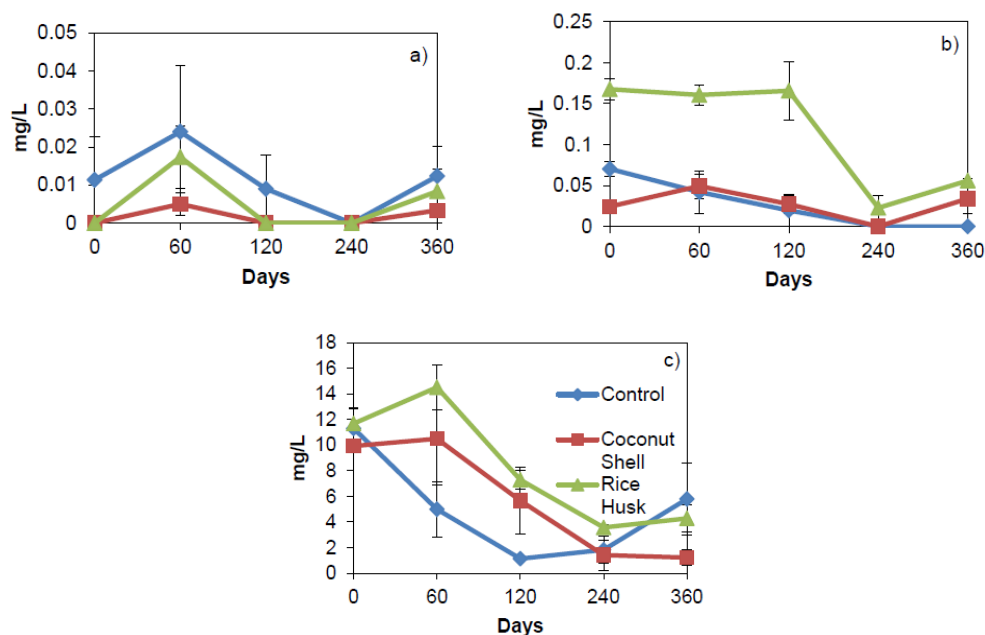 a)
0.05
0.04
0.03
0.02
0.01
0
mg/L
0 60 120 240 360
Days
b)
0.25
0.2
0.15
0.1
0.05
0
mg/L
0 60 120 240 360
Days
c)
18
16
14
12
10
8
6
4
2
0
mg/L
Control
Coconut
Shell
Rice
Husk
0 60 120 240 360
Days